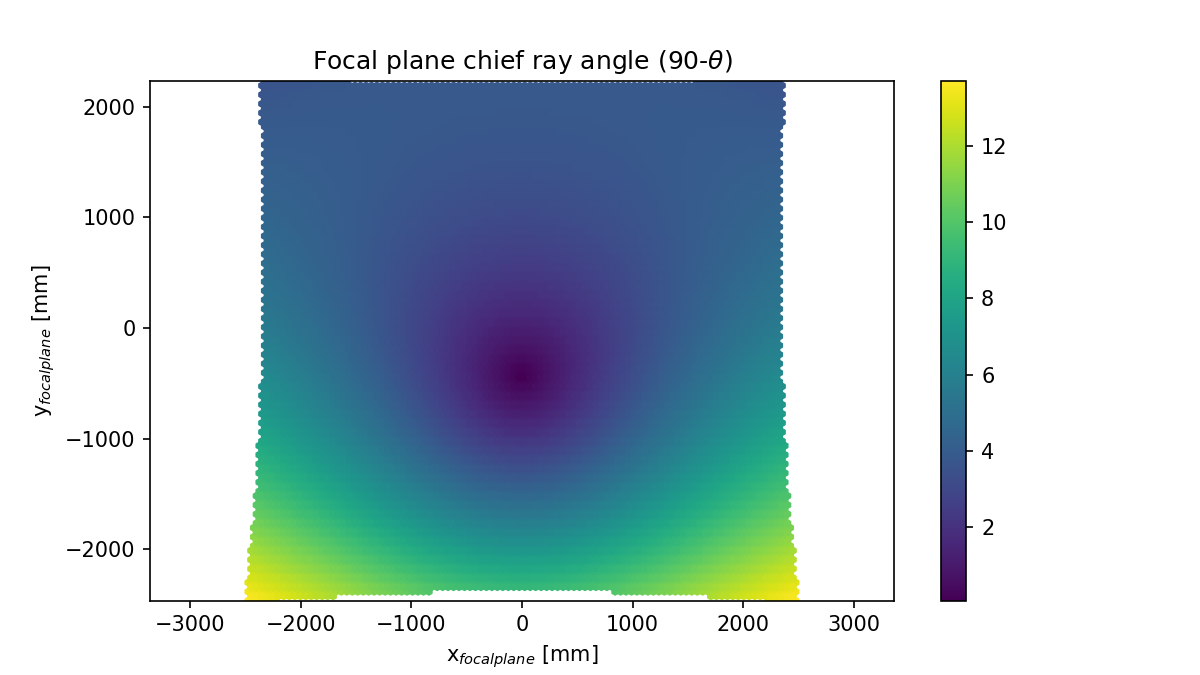 Focal plane chief ray angle (90-θ)
2000
1000
0
−1000
−2000
y_focalplane [mm]
−3000 −2000 −1000 0 1000 2000 3000
x_focalplane [mm]
12
10
8
6
4
2